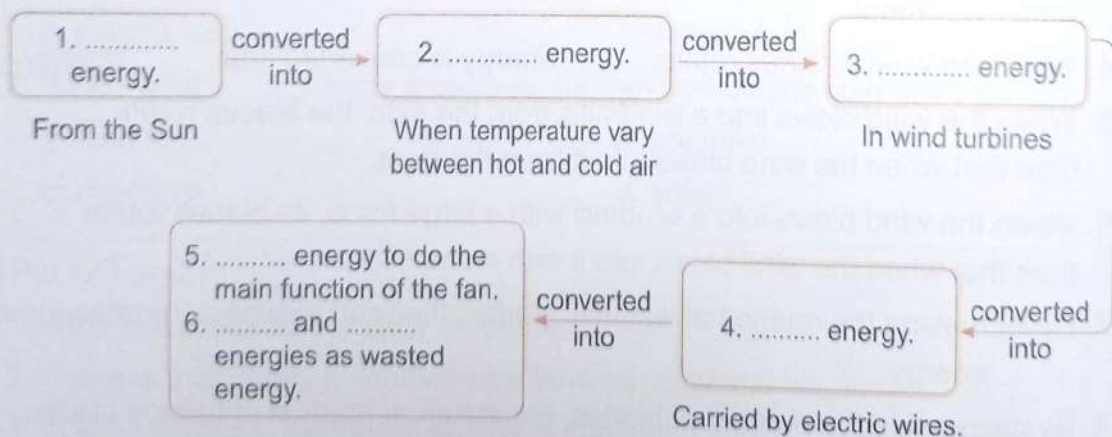 1. ..............
energy.
converted
into
2. ............. energy.
converted
into
3. ............. energy.
From the Sun
When temperature vary
between hot and cold air
In wind turbines
5. .......... energy to do the
main function of the fan.
6. .......... and ..........
energies as wasted
energy.
converted
into
4. .......... energy.
converted
into
Carried by electric wires.